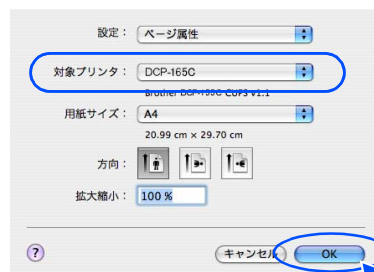 設定： ページ属性
対象プリンタ： DCP-165C
Brother DCP-165C CUPS v1.1
用紙サイズ： A4
20.99 cm × 29.70 cm
方向：
拡大縮小： 100 %
?
キャンセル OK